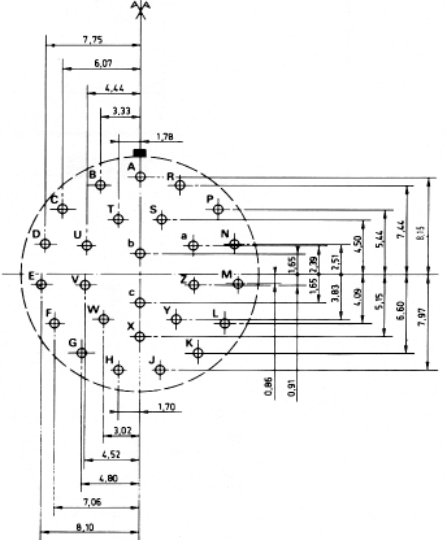 A A
7,75
6,07
4,44
3,33
1,78
A
B R
C P
T S
D U b a N
E V Z M
c
F W Y L
X
G K
H J
1,65
2,39
2,51
4,50
5,44
7,44
8,15
1,65
3,83
4,09
5,15
6,60
7,97
0,86
0,91
1,70
3,02
4,52
4,80
7,06
8,10